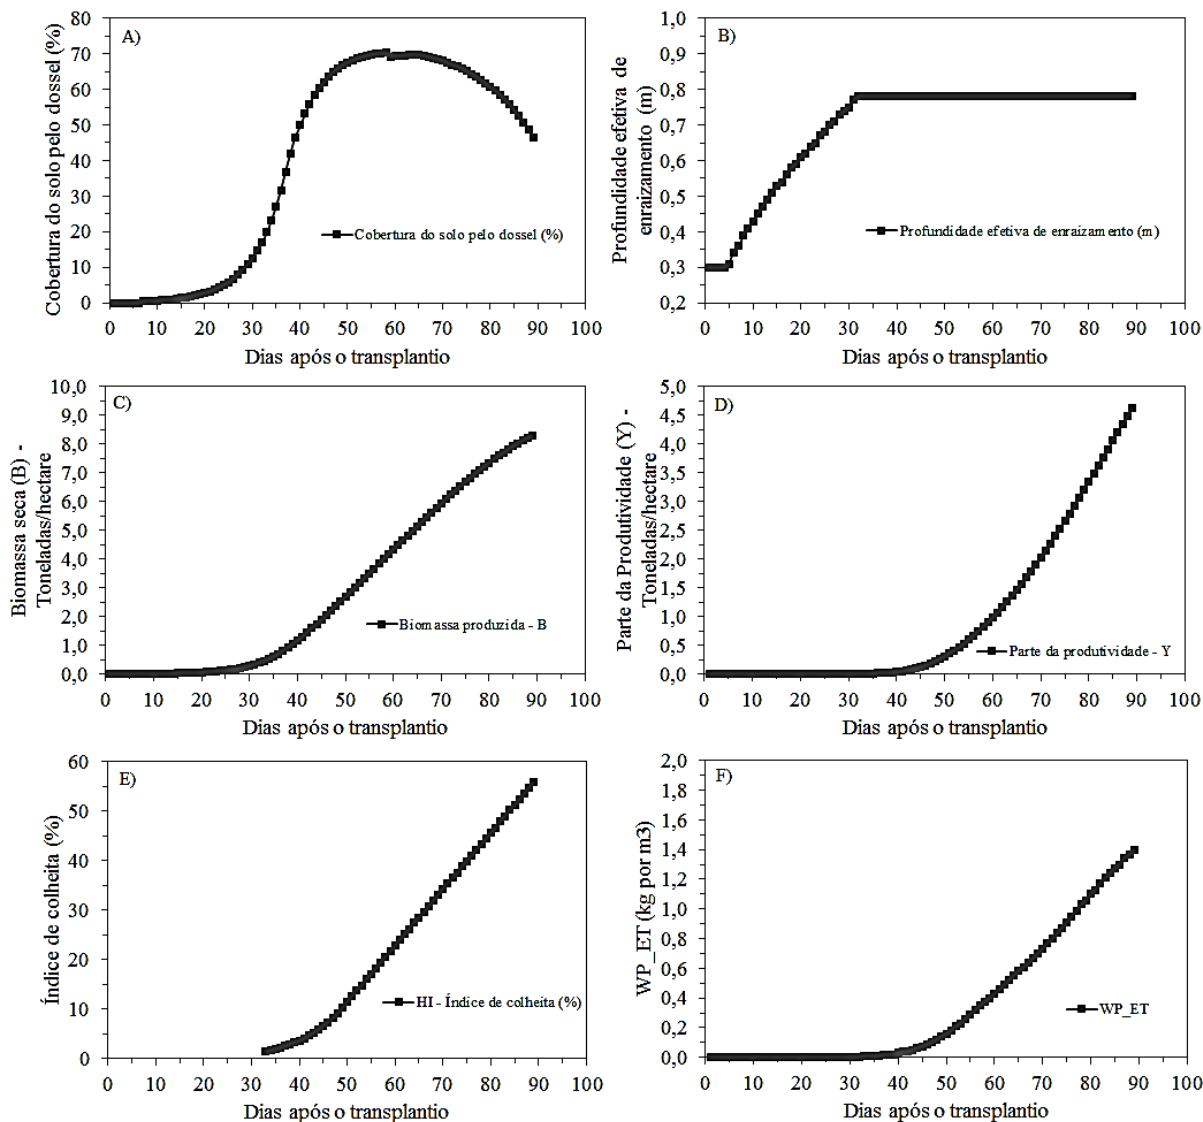 A)
Cobertura do solo pelo dossel (%)
80
70
60
50
40
30
20
10
0
Cobertura do solo pelo dossel (%)
0 10 20 30 40 50 60 70 80 90 100
Dias após o transplantio
B)
Profundidade efetiva de
enraizamento (m)
1,0
0,9
0,8
0,7
0,6
0,5
0,4
0,3
0,2
Profundidade efetiva de enraizamento (m)
0 10 20 30 40 50 60 70 80 90 100
Dias após o transplantio
C)
Biomassa seca (B) -
Toneladas/hectare
10,0
9,0
8,0
7,0
6,0
5,0
4,0
3,0
2,0
1,0
0,0
Biomassa produzida - B
0 10 20 30 40 50 60 70 80 90 100
Dias após o transplantio
D)
Parte da Produtividade (Y) -
Toneladas/hectare
5,0
4,5
4,0
3,5
3,0
2,5
2,0
1,5
1,0
0,5
0,0
Parte da produtividade - Y
0 10 20 30 40 50 60 70 80 90 100
Dias após o transplantio
E)
Índice de colheita (%)
60
50
40
30
20
10
0
HI - Índice de colheita (%)
0 10 20 30 40 50 60 70 80 90 100
Dias após o transplantio
F)
WP_ET (kg por m3)
2,0
1,8
1,6
1,4
1,2
1,0
0,8
0,6
0,4
0,2
0,0
WP_ET
0 10 20 30 40 50 60 70 80 90 100
Dias após o transplantio